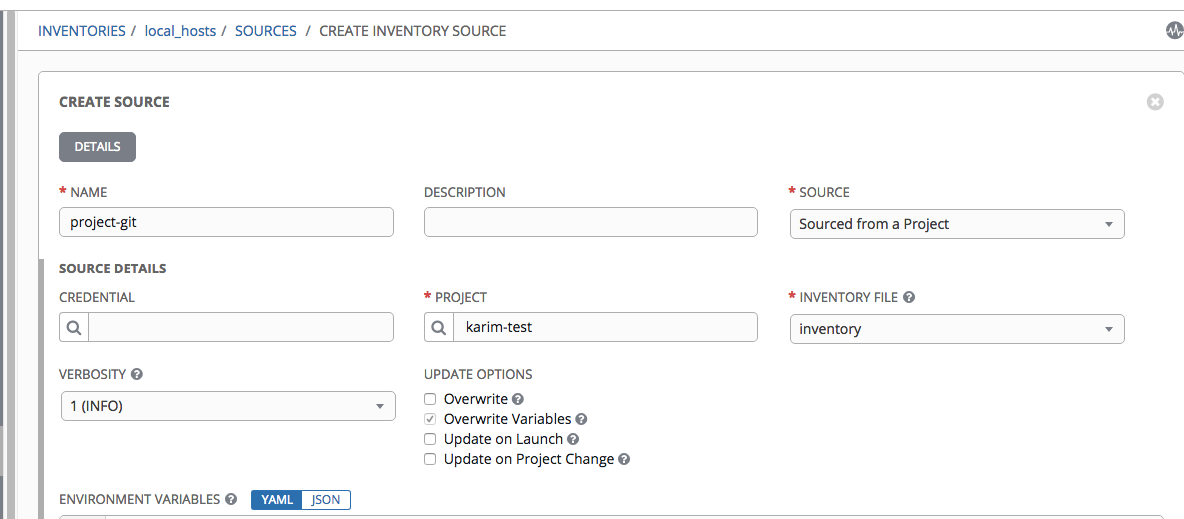 INVENTORIES / local_hosts / SOURCES / CREATE INVENTORY SOURCE
CREATE SOURCE
DETAILS
* NAME
project-git
DESCRIPTION
* SOURCE
Sourced from a Project
SOURCE DETAILS
CREDENTIAL
* PROJECT
karim-test
* INVENTORY FILE ?
inventory
VERBOSITY ?
1 (INFO)
UPDATE OPTIONS
Overwrite ?
Overwrite Variables ?
Update on Launch ?
Update on Project Change ?
ENVIRONMENT VARIABLES ? YAML JSON